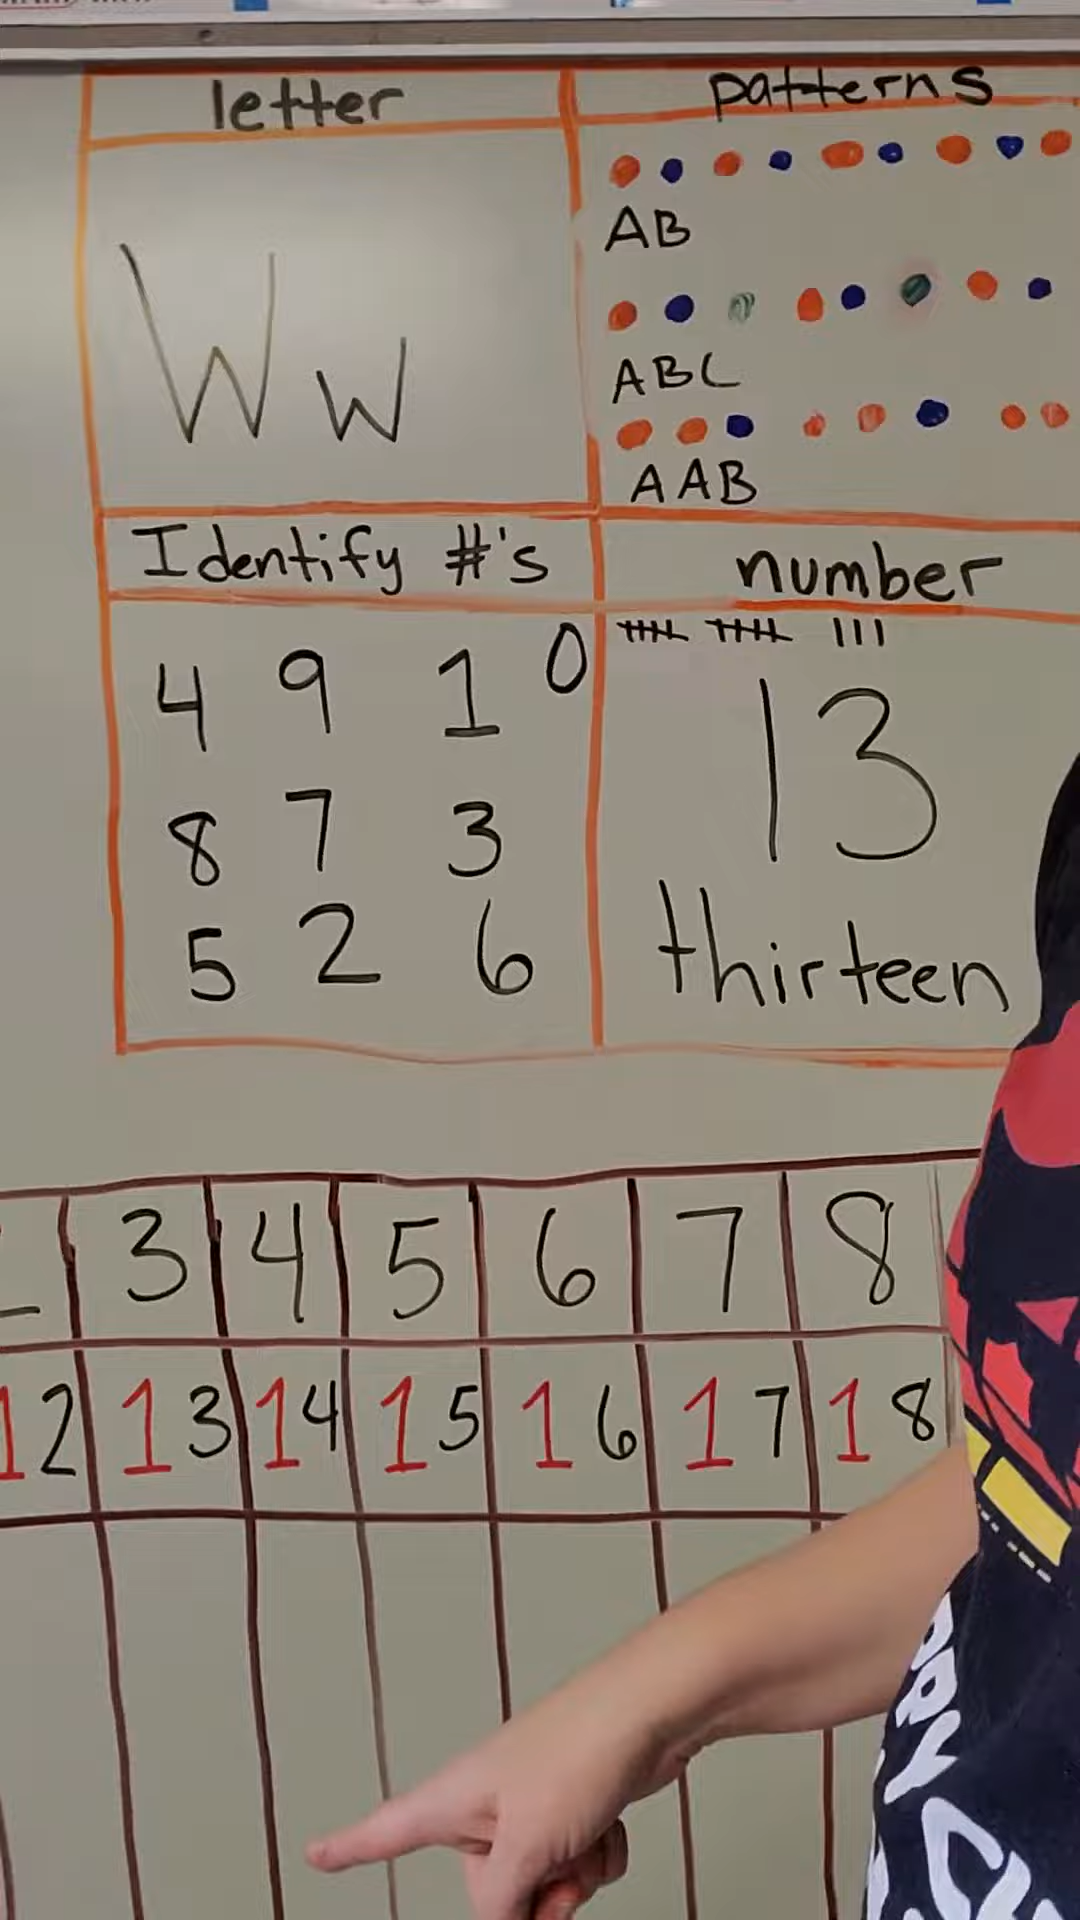 letter
Ww
patterns
AB
ABC
AAB
Identify #'s
4 9 1 0
8 7 3
5 2 6
number
13
thirteen
3 4 5 6 7 8
12 13 14 15 16 17 18